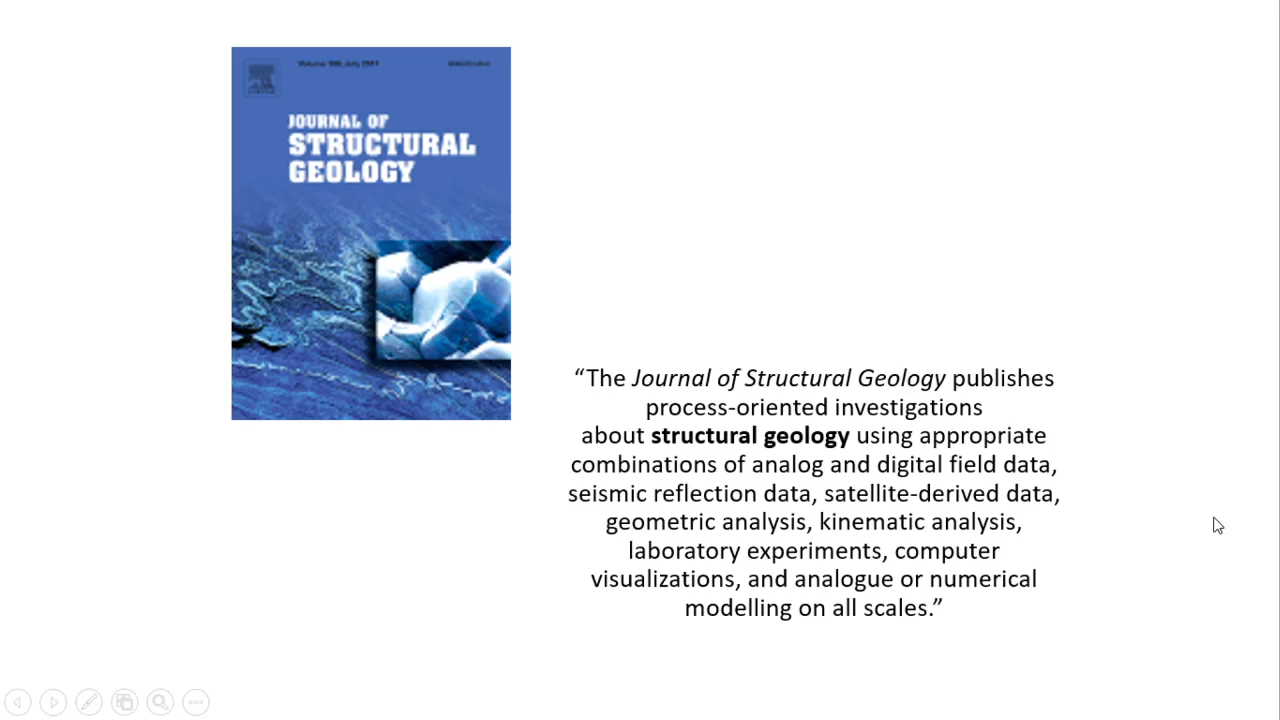 JOURNAL OF
STRUCTURAL
GEOLOGY
“The Journal of Structural Geology publishes
process-oriented investigations
about structural geology using appropriate
combinations of analog and digital field data,
seismic reflection data, satellite-derived data,
geometric analysis, kinematic analysis,
laboratory experiments, computer
visualizations, and analogue or numerical
modelling on all scales.”